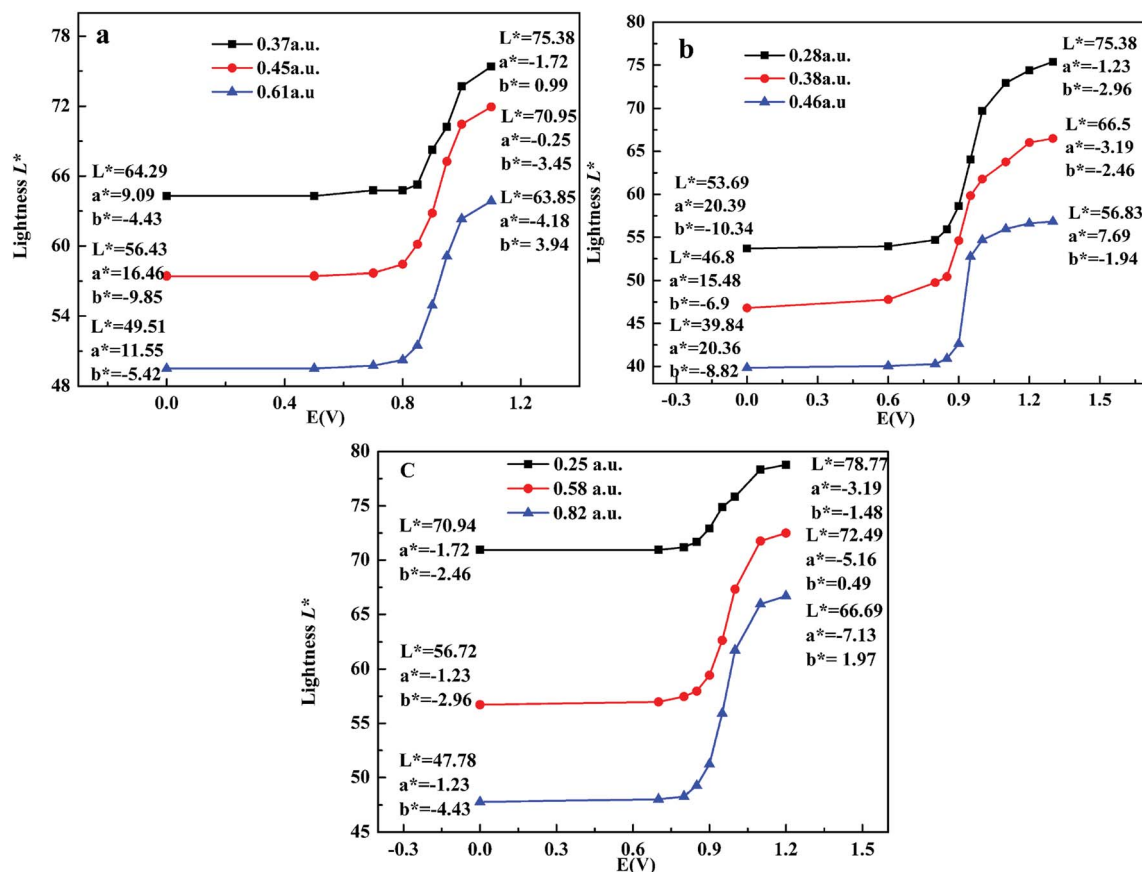 a
0.37a.u.
0.45a.u.
0.61a.u
L*=75.38
a*=-1.72
b*= 0.99
L*=70.95
a*=-0.25
b*=-3.45
L*=63.85
a*=-4.18
b*= 3.94
L*=64.29
a*=9.09
b*=-4.43
L*=56.43
a*=16.46
b*=-9.85
L*=49.51
a*=11.55
b*=-5.42
78
72
66
60
54
48
Lightness L*
0.0 0.4 0.8 1.2
E(V)
b
0.28a.u.
0.38a.u.
0.46a.u
L*=75.38
a*=-1.23
b*=-2.96
L*=66.5
a*=-3.19
b*=-2.46
L*=56.83
a*=7.69
b*=-1.94
L*=53.69
a*=20.39
b*=-10.34
L*=46.8
a*=15.48
b*=-6.9
L*=39.84
a*=20.36
b*=-8.82
80
75
70
65
60
55
50
45
40
Lightness L*
-0.3 0.0 0.3 0.6 0.9 1.2 1.5
E(V)
C
0.25 a.u.
0.58 a.u.
0.82 a.u.
L*=78.77
a*=-3.19
b*=-1.48
L*=72.49
a*=-5.16
b*=0.49
L*=66.69
a*=-7.13
b*= 1.97
L*=70.94
a*=-1.72
b*=-2.46
L*=56.72
a*=-1.23
b*=-2.96
L*=47.78
a*=-1.23
b*=-4.43
80
75
70
65
60
55
50
45
Lightness L*
-0.3 0.0 0.3 0.6 0.9 1.2 1.5
E(V)